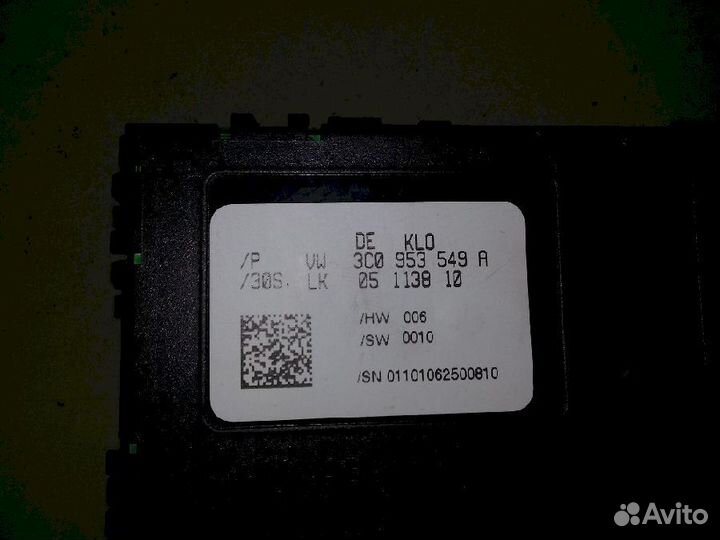 DE KLO
/P VW 3C0 953 549 A
/30S. LK 05 1138 10
/HW 006
/SW 0010
/SN 01101062500810
Avito